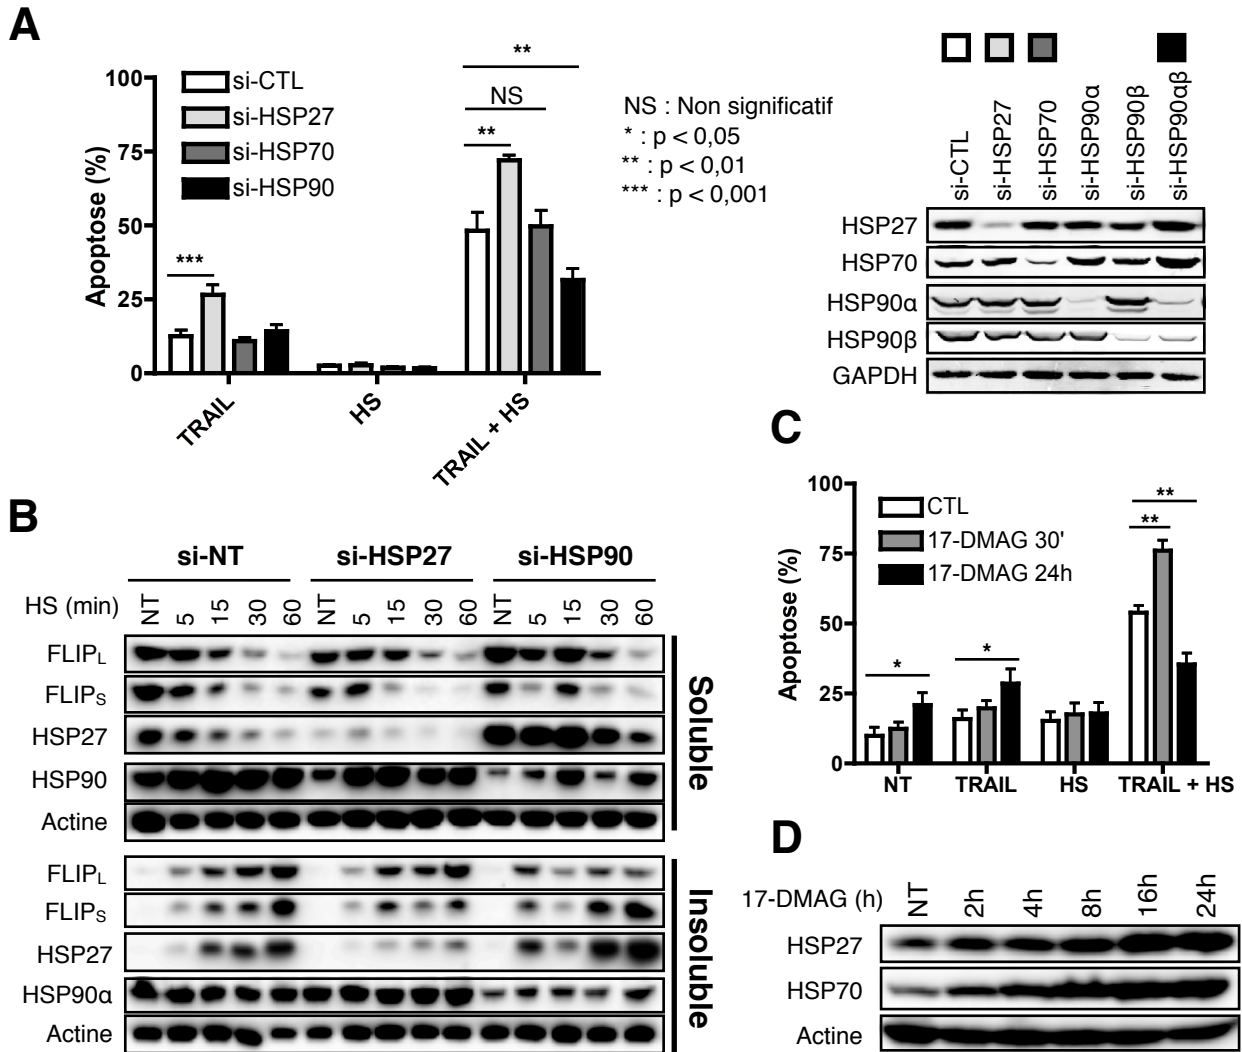 A
100
75
50
25
0
Apoptose (%)
si-CTL
si-HSP27
si-HSP70
si-HSP90
***
**
NS
**
TRAIL
HS
TRAIL + HS
NS : Non significatif
* : p < 0,05
** : p < 0,01
*** : p < 0,001
si-CTL
si-HSP27
si-HSP70
si-HSP90α
si-HSP90β
si-HSP90αβ
HSP27
HSP70
HSP90α
HSP90β
GAPDH
B
si-NT si-HSP27 si-HSP90
HS (min) NT 5 15 30 60 NT 5 15 30 60 NT 5 15 30 60
FLIPL
FLIPS
HSP27
HSP90
Actine
Soluble
FLIPL
FLIPS
HSP27
HSP90α
Actine
Insoluble
C
100
75
50
25
0
Apoptose (%)
CTL
17-DMAG 30'
17-DMAG 24h
*
*
**
**
NT TRAIL HS TRAIL + HS
D
17-DMAG (h) NT 2h 4h 8h 16h 24h
HSP27
HSP70
Actine